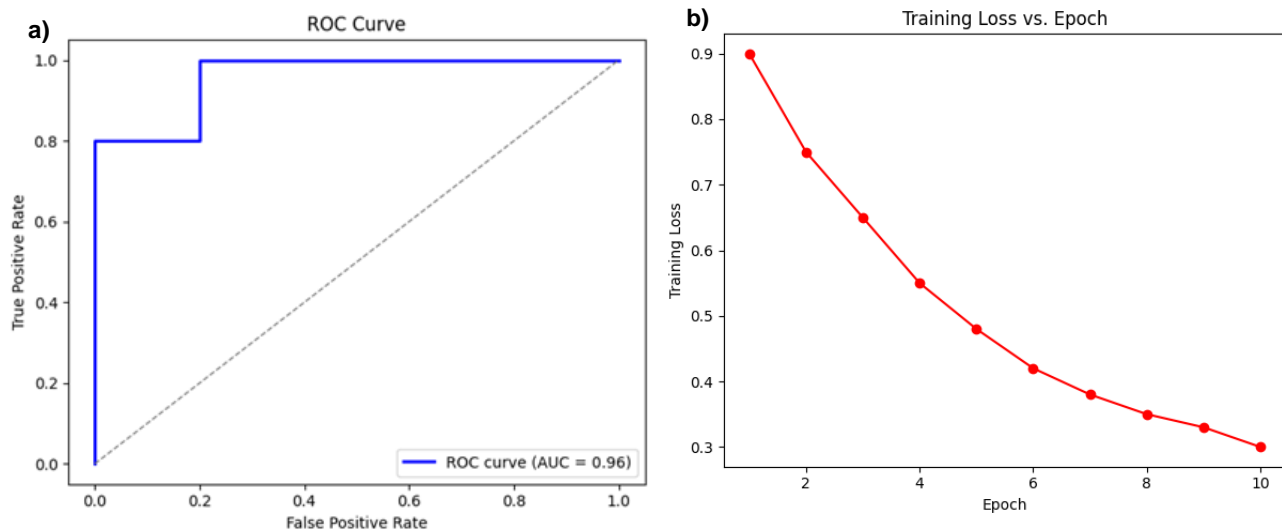 a)
ROC Curve
True Positive Rate
1.0
0.8
0.6
0.4
0.2
0.0
ROC curve (AUC = 0.96)
0.0 0.2 0.4 0.6 0.8 1.0
False Positive Rate
b)
Training Loss vs. Epoch
Training Loss
0.9
0.8
0.7
0.6
0.5
0.4
0.3
2 4 6 8 10
Epoch